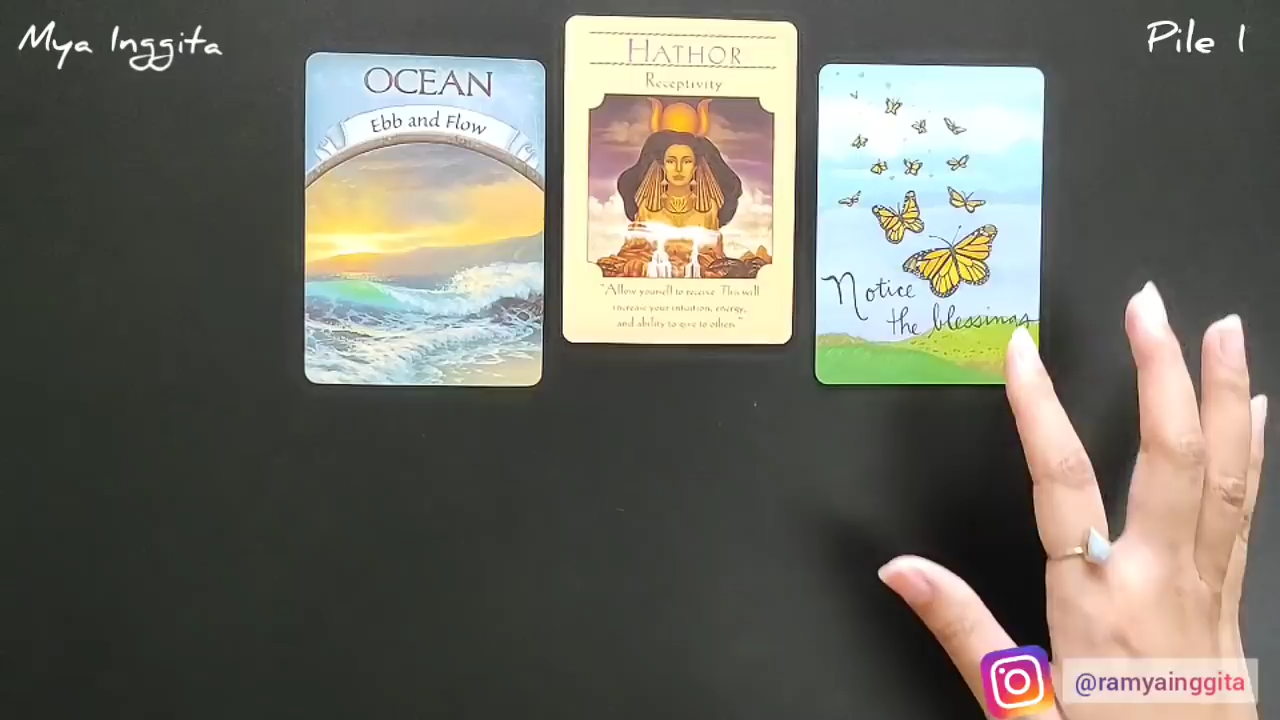 Mya Inggita
Pile 1
OCEAN
Ebb and Flow
HATHOR
Receptivity
"Allow yourself to receive. This will
increase your intuition, energy,
and ability to give to others."
Notice
the blessings
@ramyainggita